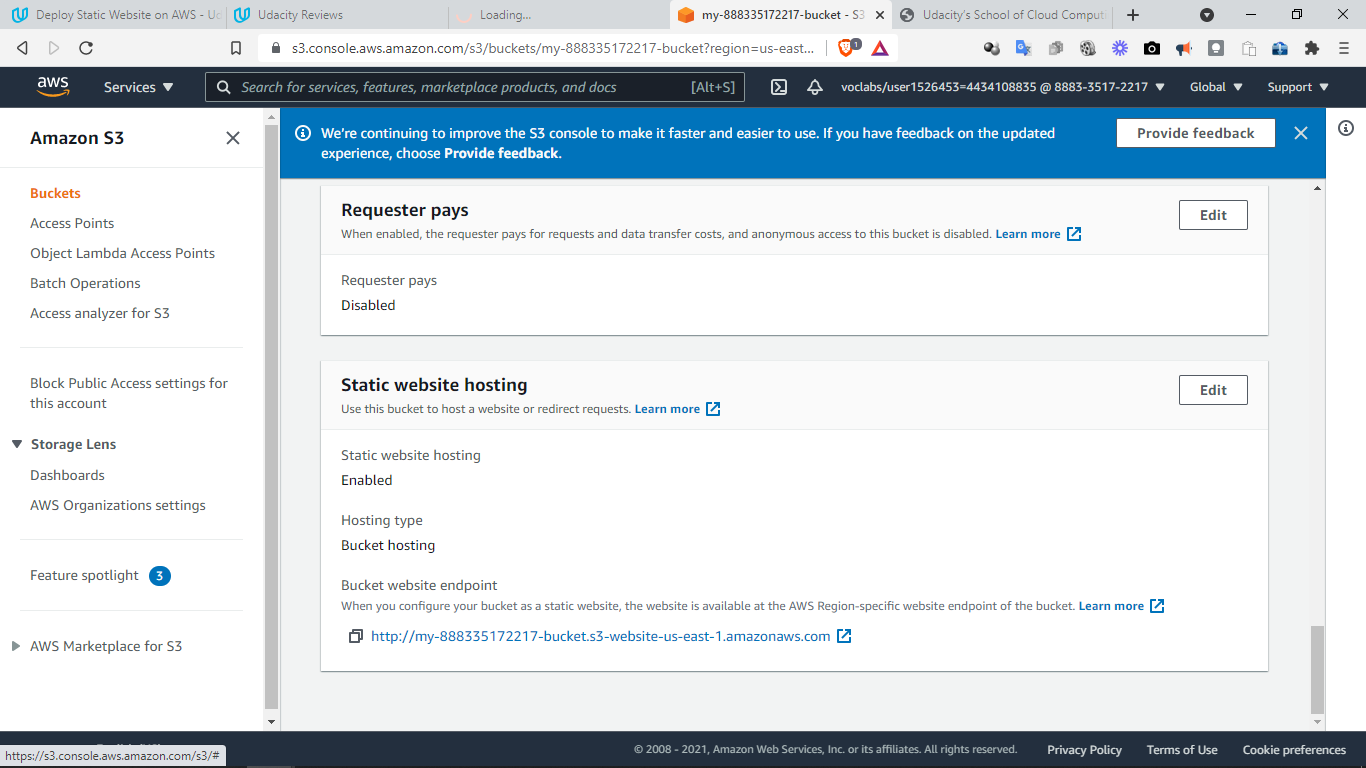 Deploy Static Website on AWS - Ud
Udacity Reviews
Loading...
my-888335172217-bucket - S3
Udacity's School of Cloud Comput
s3.console.aws.amazon.com/s3/buckets/my-888335172217-bucket?region=us-east...
1
aws
Services
Search for services, features, marketplace products, and docs
[Alt+S]
voclabs/user1526453=4434108835 @ 8883-3517-2217
Global
Support
Amazon S3
Buckets
Access Points
Object Lambda Access Points
Batch Operations
Access analyzer for S3
Block Public Access settings for
this account
Storage Lens
Dashboards
AWS Organizations settings
Feature spotlight 3
AWS Marketplace for S3
We're continuing to improve the S3 console to make it faster and easier to use. If you have feedback on the updated
experience, choose Provide feedback.
Provide feedback
Requester pays
When enabled, the requester pays for requests and data transfer costs, and anonymous access to this bucket is disabled. Learn more
Edit
Requester pays
Disabled
Static website hosting
Use this bucket to host a website or redirect requests. Learn more
Edit
Static website hosting
Enabled
Hosting type
Bucket hosting
Bucket website endpoint
When you configure your bucket as a static website, the website is available at the AWS Region-specific website endpoint of the bucket. Learn more
http://my-888335172217-bucket.s3-website-us-east-1.amazonaws.com
https://s3.console.aws.amazon.com/s3/#
© 2008 - 2021, Amazon Web Services, Inc. or its affiliates. All rights reserved.
Privacy Policy
Terms of Use
Cookie preferences